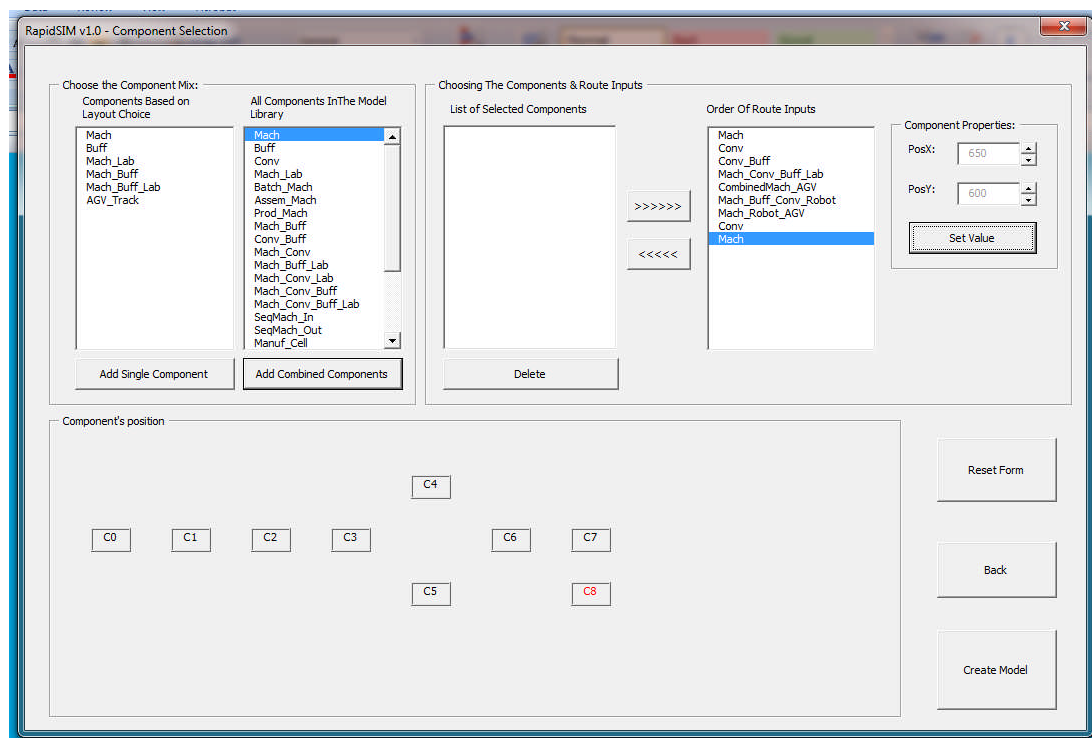 RapidSIM v1.0 - Component Selection
Choose the Component Mix:
Components Based on
Layout Choice
Mach
Buff
Mach_Lab
Mach_Buff
Mach_Buff_Lab
AGV_Track
Add Single Component
All Components InThe Model
Library
Mach
Buff
Conv
Mach_Lab
Batch_Mach
Assem_Mach
Prod_Mach
Mach_Buff
Conv_Buff
Mach_Conv
Mach_Buff_Lab
Mach_Conv_Lab
Mach_Conv_Buff
Mach_Conv_Buff_Lab
SeqMach_In
SeqMach_Out
Manuf_Cell
Add Combined Components
Choosing The Components & Route Inputs
List of Selected Components
Delete
>>>>>>
<<<<<
Order Of Route Inputs
Mach
Conv
Conv_Buff
Mach_Conv_Buff_Lab
CombinedMach_AGV
Mach_Buff_Conv_Robot
Mach_Robot_AGV
Conv
Mach
Component Properties:
PosX: 650
PosY: 600
Set Value
Component's position
C4
C0 C1 C2 C3 C6 C7
C5 C8
Reset Form
Back
Create Model